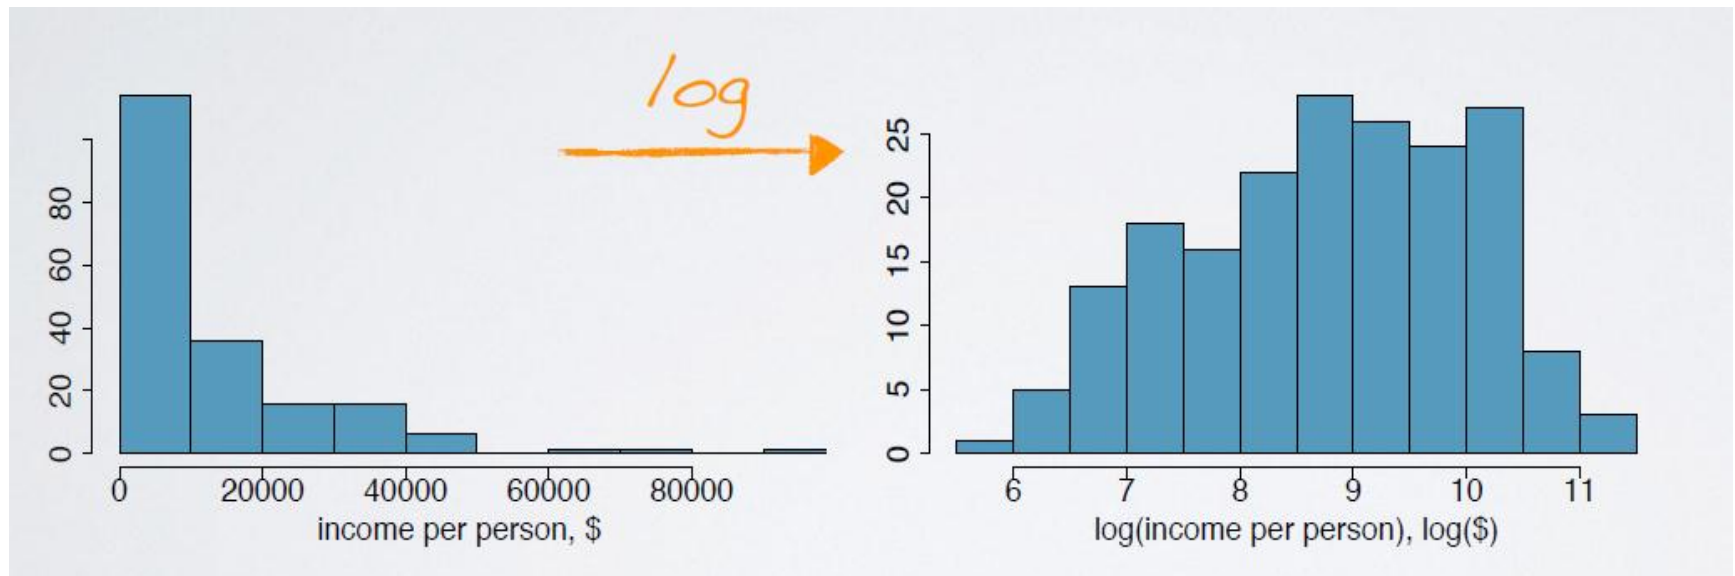 log
80
60
40
20
0
0 20000 40000 60000 80000
income per person, $
25
20
15
10
5
0
6 7 8 9 10 11
log(income per person), log($)